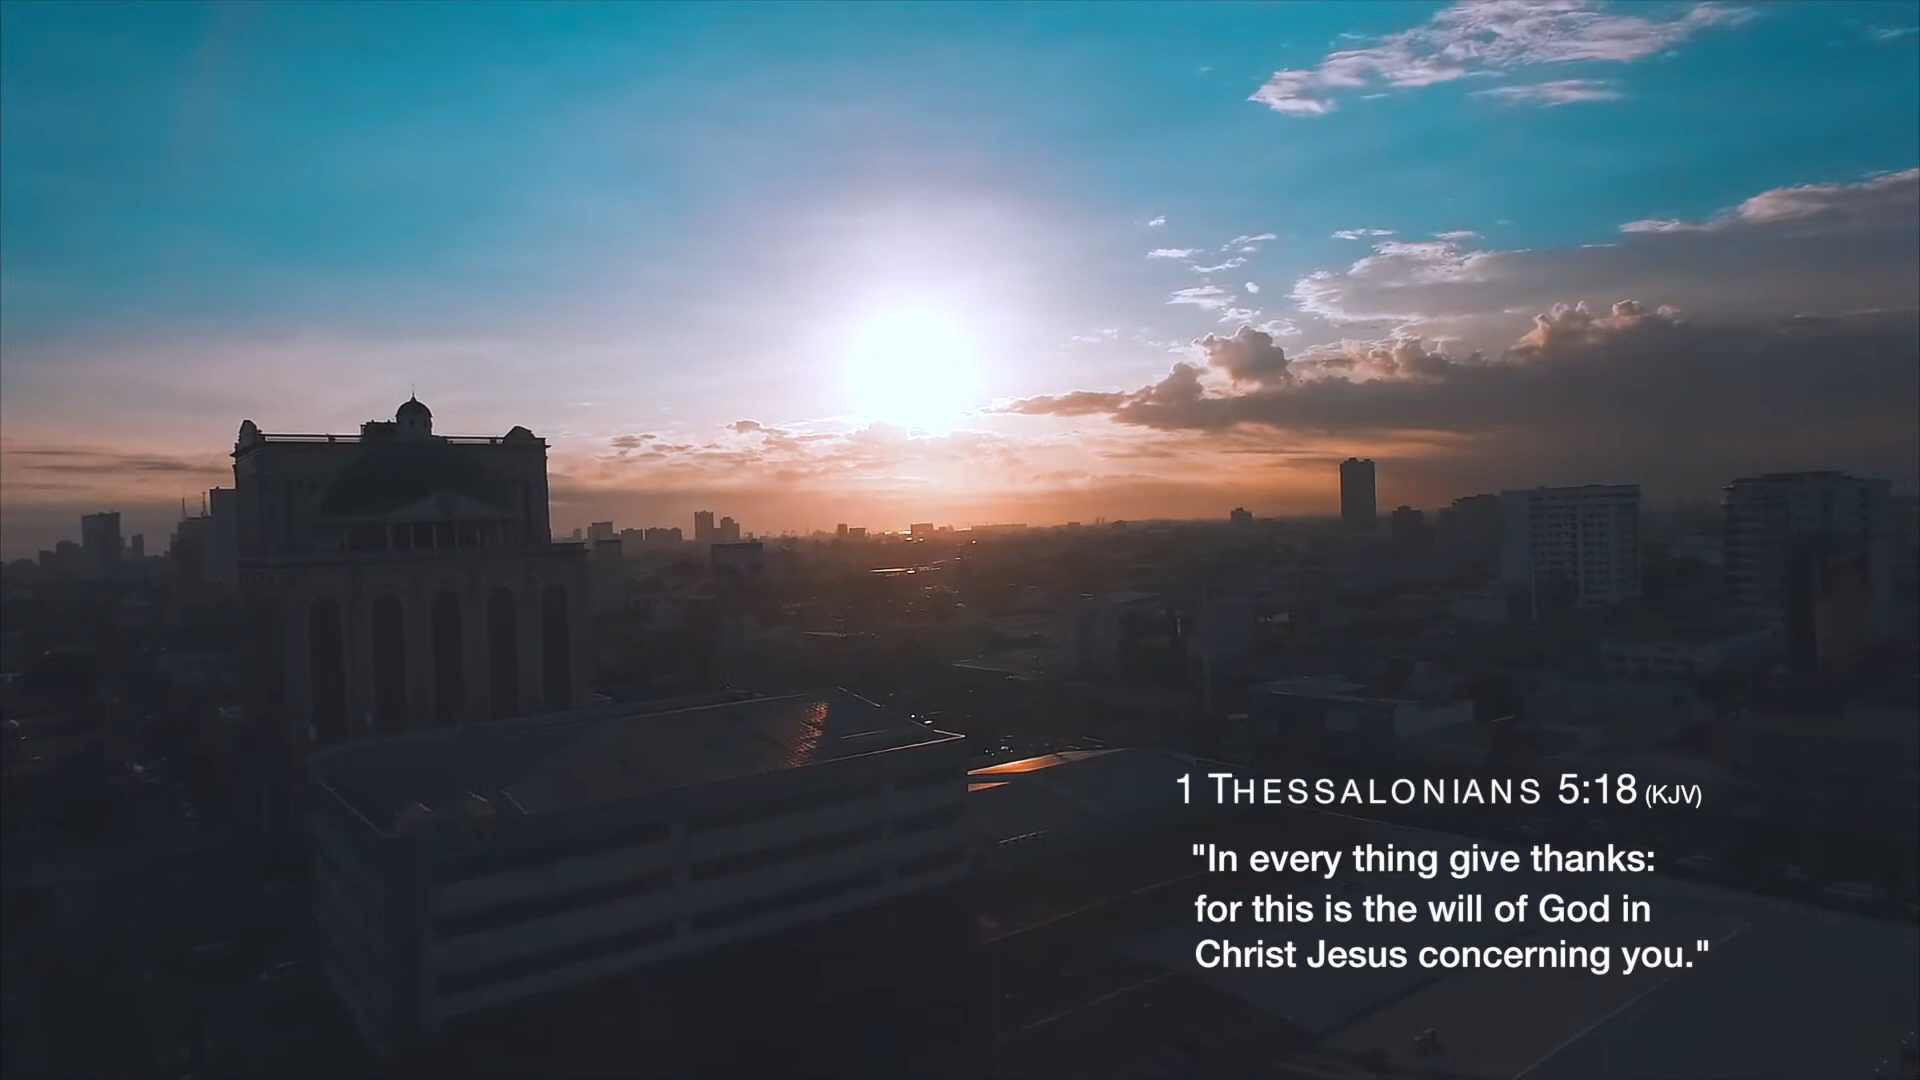 1 THESSALONIANS 5:18 (KJV)
"In every thing give thanks:
for this is the will of God in
Christ Jesus concerning you."